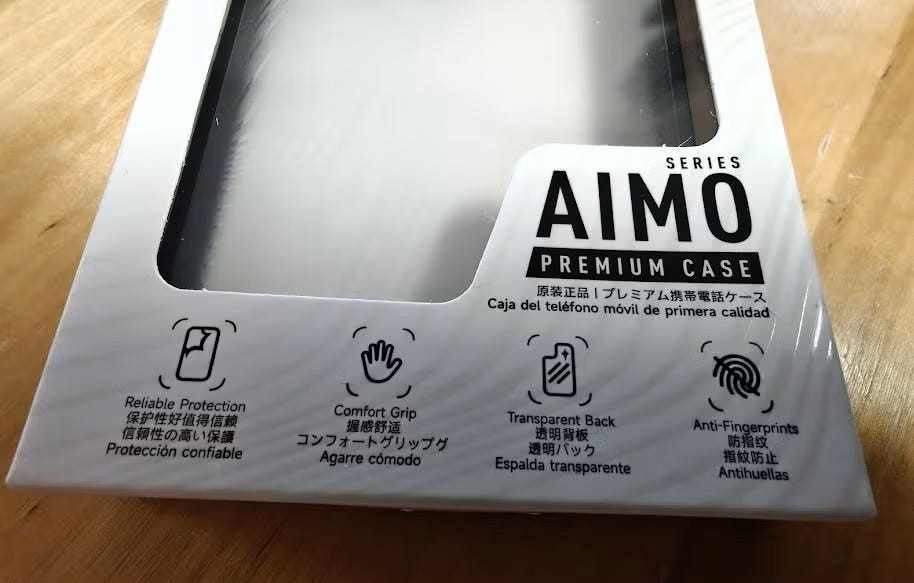 SERIES
AIMO
PREMIUM CASE
原装正品 | プレミアム携帯電話ケース
Caja del teléfono móvil de primera calidad
Reliable Protection
保护性好值得信赖
信頼性の高い保護
Protección confiable
Comfort Grip
握感舒适
コンフォートグリップグ
Agarre cómodo
Transparent Back
透明背板
透明バック
Espalda transparente
Anti-Fingerprints
防指纹
指紋防止
Antihuellas